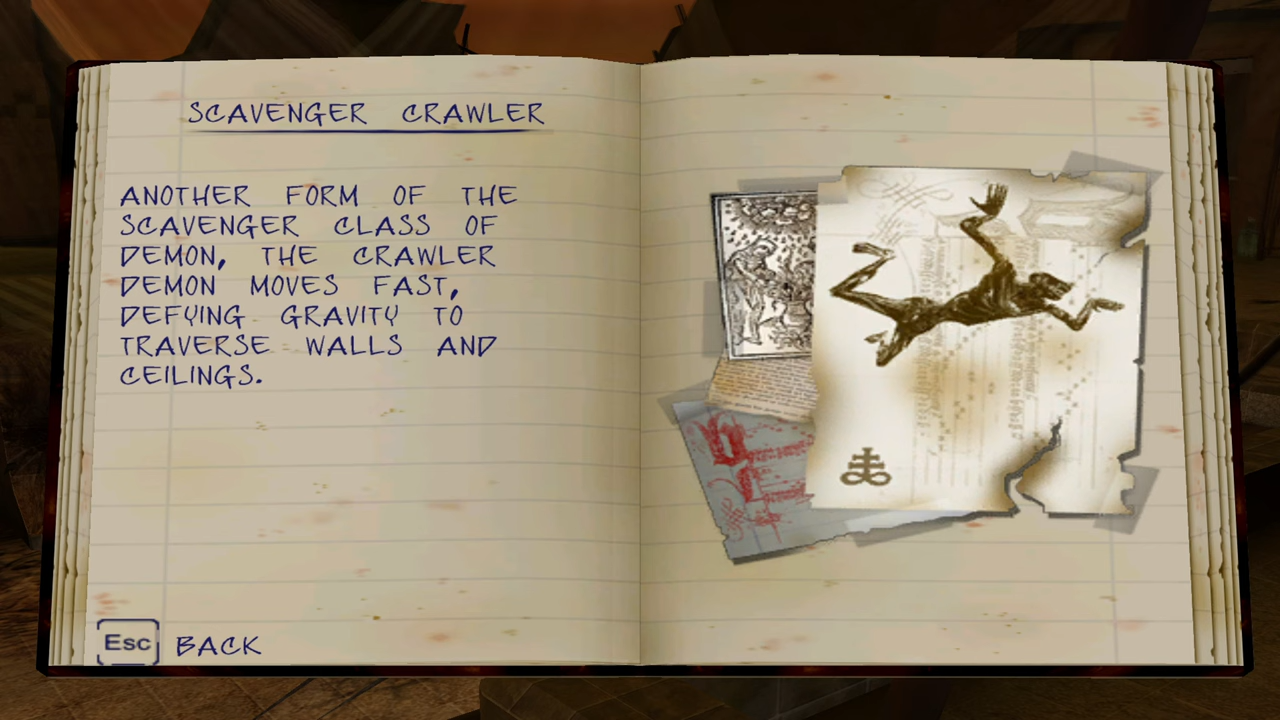 SCAVENGER CRAWLER
ANOTHER FORM OF THE
SCAVENGER CLASS OF
DEMON, THE CRAWLER
DEMON MOVES FAST,
DEFYING GRAVITY TO
TRAVERSE WALLS AND
CEILINGS.
Esc BACK